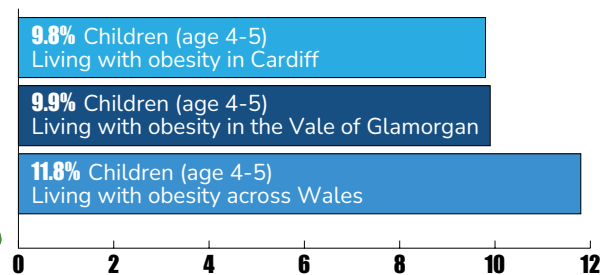 9.8% Children (age 4-5)
Living with obesity in Cardiff
9.9% Children (age 4-5)
Living with obesity in the Vale of Glamorgan
11.8% Children (age 4-5)
Living with obesity across Wales
0 2 4 6 8 10 12